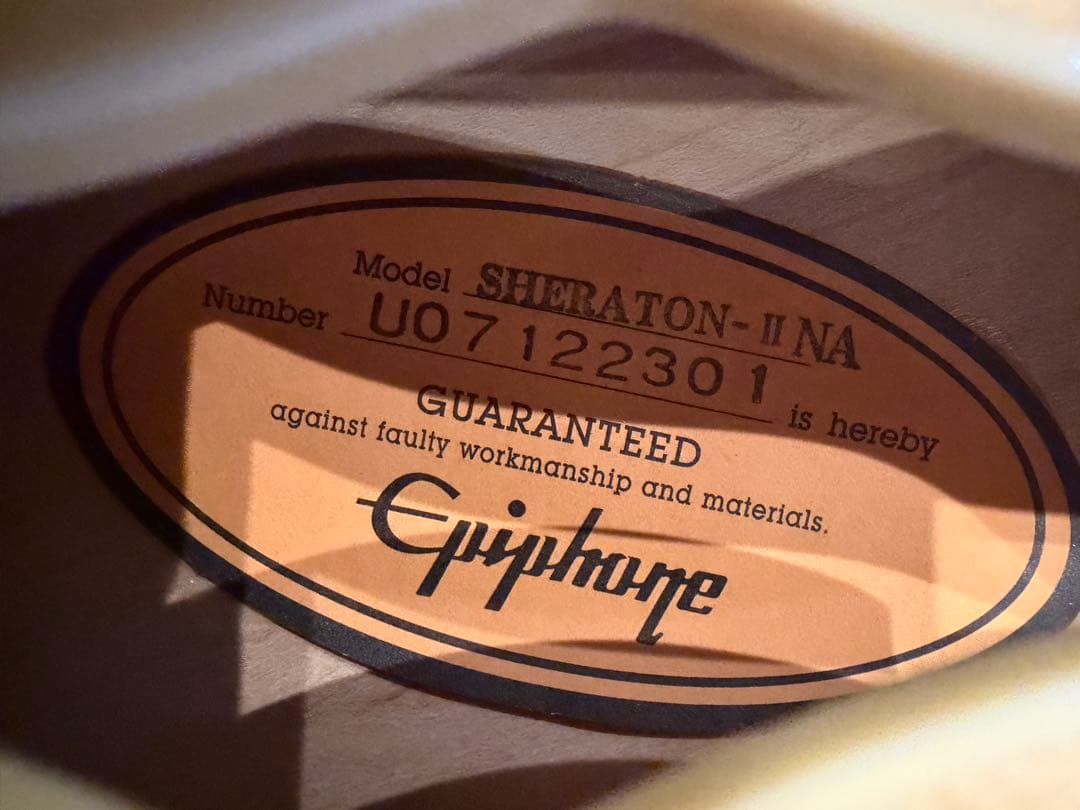 Model SHERATON-II NA
Number U07122301 is hereby
GUARANTEED
against faulty workmanship and materials.
Epiphone